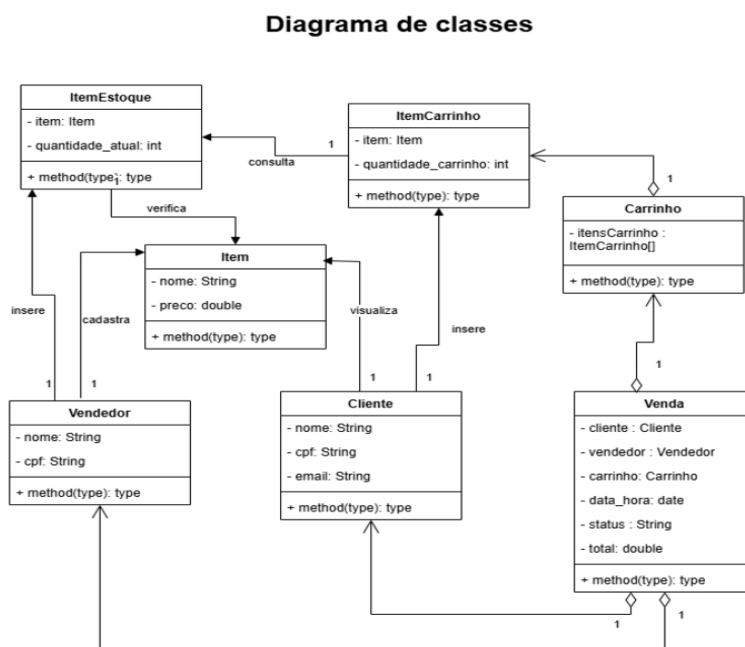 Diagrama de classes
ItemEstoque
- item: Item
- quantidade_atual: int
+ method(type): type
1
ItemCarrinho
- item: Item
- quantidade_carrinho: int
+ method(type): type
1
consulta
verifica
Carrinho
- itensCarrinho :
ItemCarrinho[]
+ method(type): type
1
Item
- nome: String
- preco: double
+ method(type): type
insere
cadastra
visualiza
insere
1
1
1
1
1
Vendedor
- nome: String
- cpf: String
+ method(type): type
Cliente
- nome: String
- cpf: String
- email: String
+ method(type): type
Venda
- cliente : Cliente
- vendedor : Vendedor
- carrinho: Carrinho
- data_hora: date
- status : String
- total: double
+ method(type): type
1
1